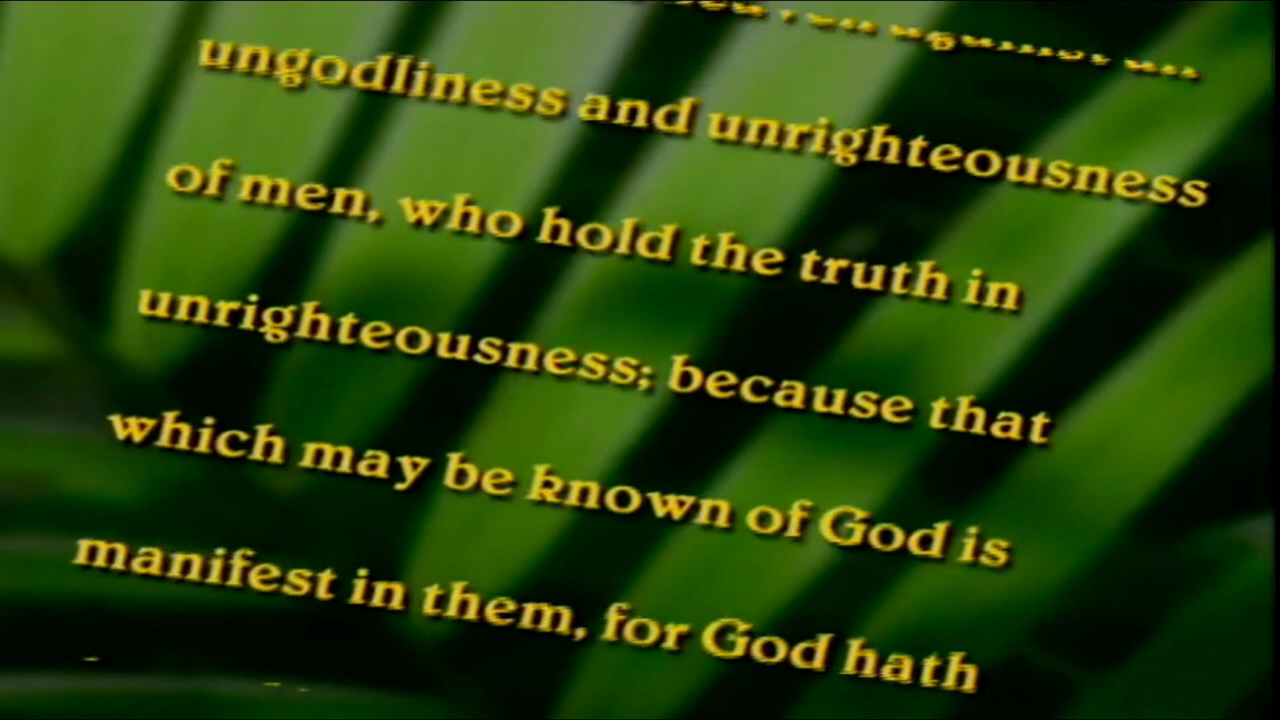 ungodliness and unrighteousness
of men, who hold the truth in
unrighteousness; because that
which may be known of God is
manifest in them, for God hath